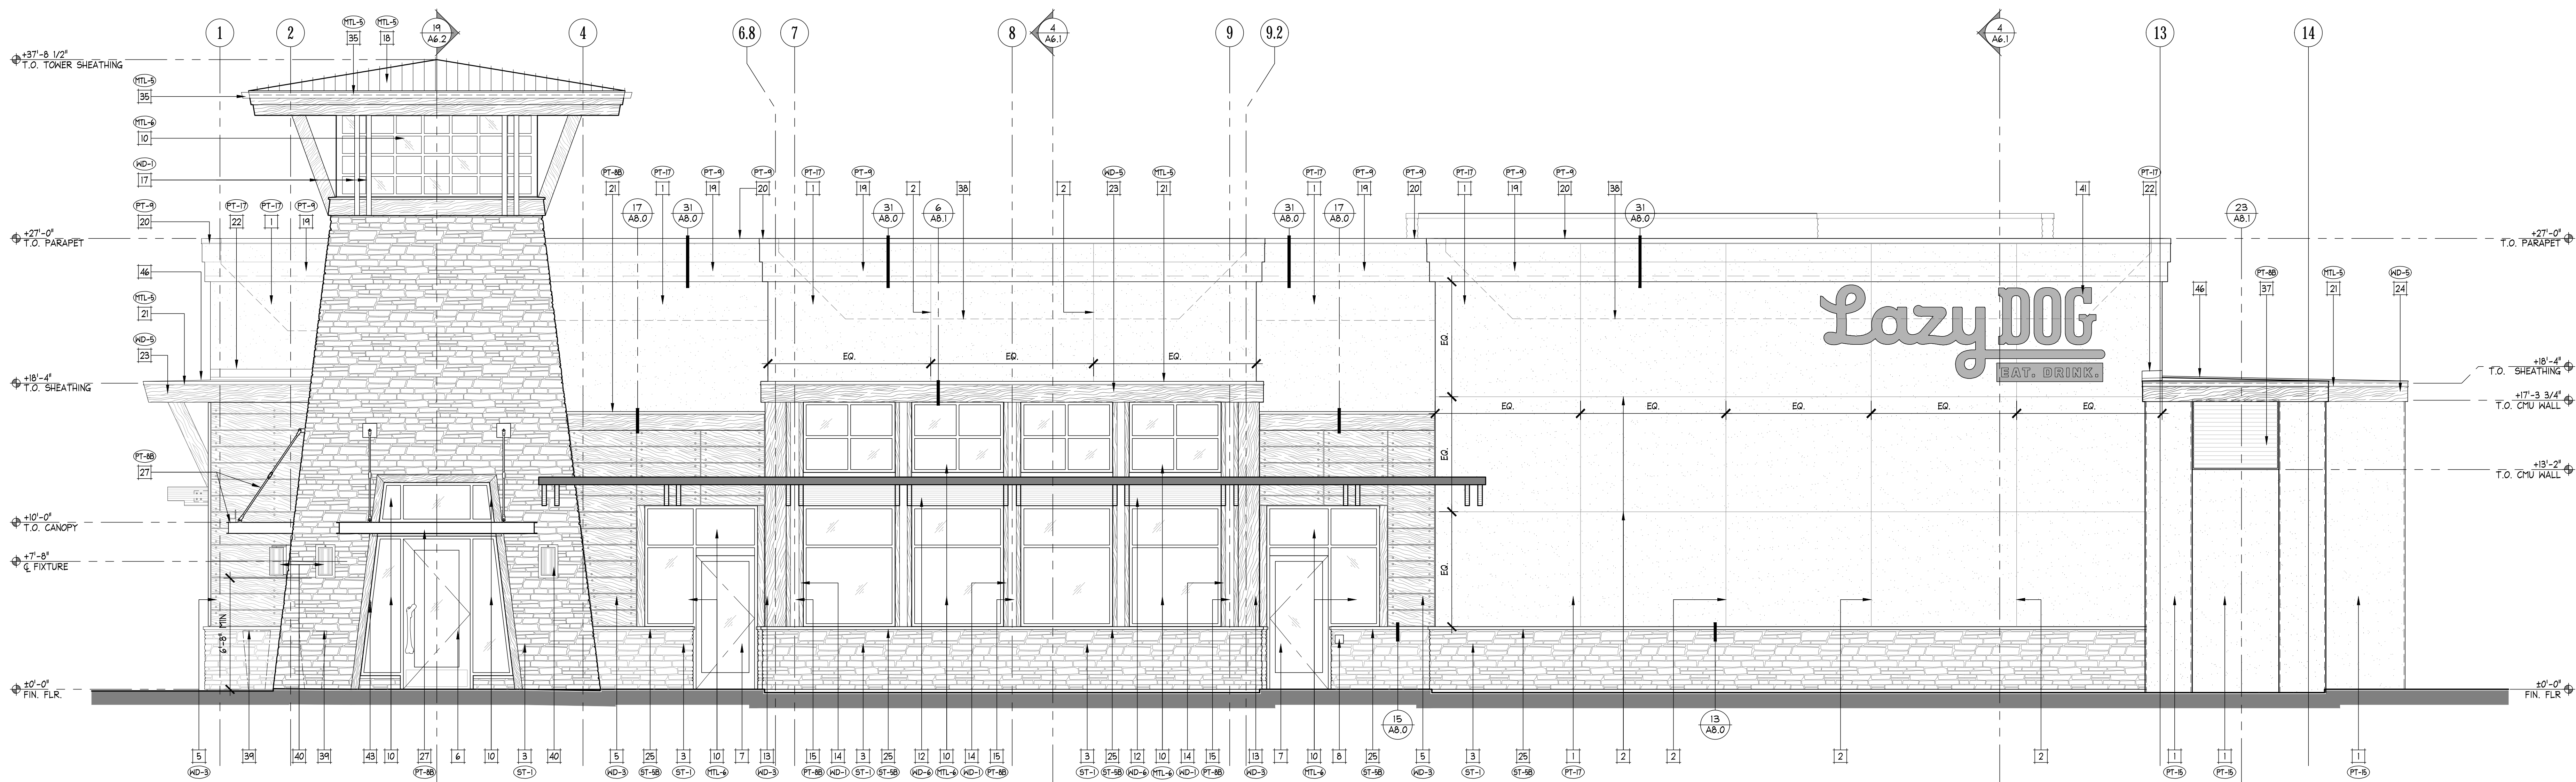 1
2
19
A6.2
4
6.8
7
8
4
A6.1
9
9.2
4
A6.1
13
14
MTL-5
35
MTL-5
18
+37'-8 1/2"
T.O. TOWER SHEATHING
MTL-5
35
MTL-6
10
WD-1
17
PT-9
20
PT-17
22
PT-17
1
PT-9
19
+27'-0"
T.O. PARAPET
46
MTL-5
21
WD-5
23
+18'-4"
T.O. SHEATHING
PT-8B
27
+10'-0"
T.O. CANOPY
+7'-8"
℄ FIXTURE
6'-8" MIN
±0'-0"
FIN. FLR.
PT-8B
21
17
A8.0
PT-17
1
31
A8.0
PT-9
19
PT-9
20
PT-17
1
PT-9
19
31
A8.0
2
6
A8.1
38
2
WD-5
23
MTL-5
21
31
A8.0
PT-17
1
17
A8.0
PT-9
19
PT-9
20
PT-17
1
PT-9
19
PT-9
20
38
31
A8.0
41
PT-17
22
23
A8.1
+27'-0"
T.O. PARAPET
46
PT-8B
37
MTL-5
21
WD-5
24
Lazy DOG
EAT. DRINK.
EQ.
EQ.
EQ.
EQ.
EQ.
EQ.
EQ.
EQ.
EQ.
EQ.
EQ.
+18'-4"
T.O. SHEATHING
+17'-3 3/4"
T.O. CMU WALL
+13'-2"
T.O. CMU WALL
±0'-0"
FIN. FLR
15
A8.0
13
A8.0
5
WD-3
39
40
39
43
10
27
PT-8B
6
10
3
ST-1
40
5
WD-3
25
ST-5B
3
ST-1
10
MTL-6
7
13
WD-3
15
PT-8B
14
WD-1
3
ST-1
25
ST-5B
12
WD-6
10
MTL-6
14
WD-1
15
PT-8B
3
ST-1
25
ST-5B
12
WD-6
10
MTL-6
14
WD-1
15
PT-8B
13
WD-3
7
10
MTL-6
8
25
ST-5B
5
WD-3
3
ST-1
25
ST-5B
1
PT-17
2
2
2
2
1
PT-15
1
PT-15
1
PT-15